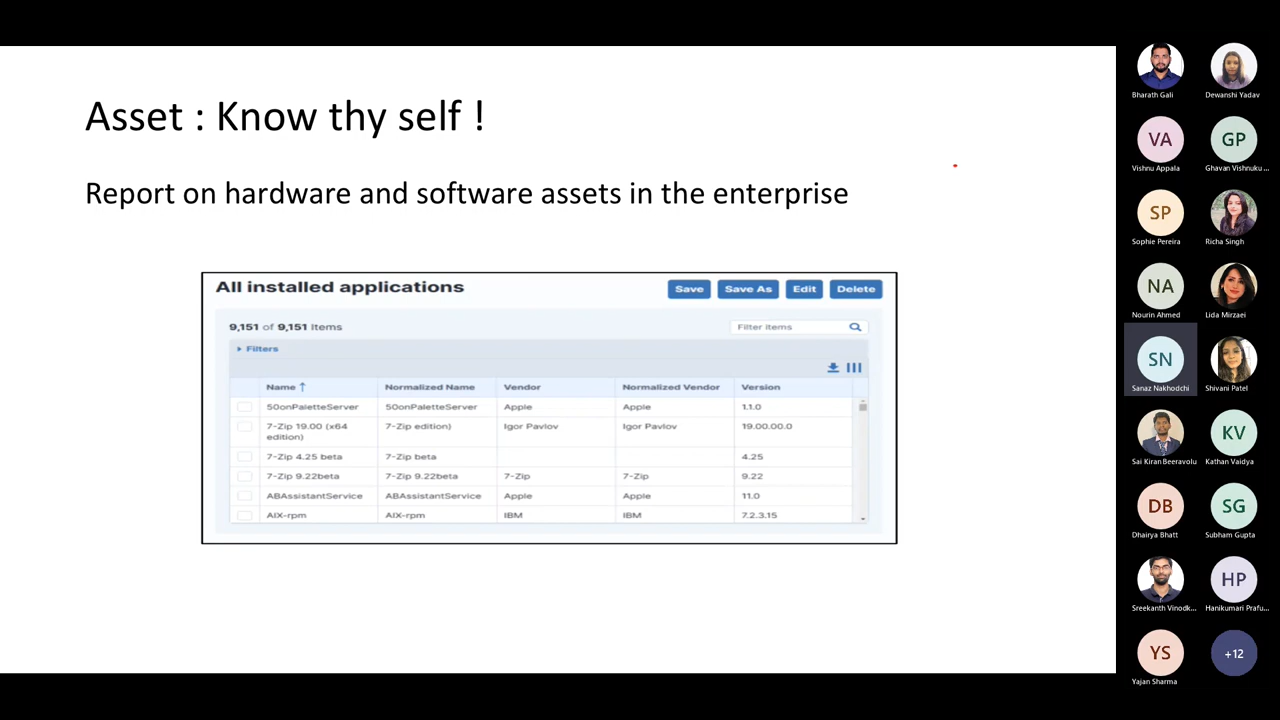 Asset : Know thy self !
Report on hardware and software assets in the enterprise
All installed applications
Save Save As Edit Delete
9,151 of 9,151 Items
Filter items
Filters
Name ↑ Normalized Name Vendor Normalized Vendor Version
50onPaletteServer 50onPaletteServer Apple Apple 1.1.0
7-Zip 19.00 (x64 edition) 7-Zip edition) Igor Pavlov Igor Pavlov 19.00.00.0
7-Zip 4.25 beta 7-Zip beta 4.25
7-Zip 9.22beta 7-Zip 9.22beta 7-Zip 7-Zip 9.22
ABAssistantService ABAssistantService Apple Apple 11.0
AIX-rpm AIX-rpm IBM IBM 7.2.3.15
Bharath Gali Dewanshi Yadav
VA GP
Vishnu Appala Ghavan Vishnuku...
SP
Sophie Pereira Richa Singh
NA
Nourin Ahmed Lida Mirzaei
SN
Sanaz Nakhodchi Shivani Patel
KV
Sai Kiran Beeravolu Kathan Vaidya
DB SG
Dhairya Bhatt Subham Gupta
HP
Sreekanth Vinodk... Hanikumari Prafu...
YS +12
Yajan Sharma